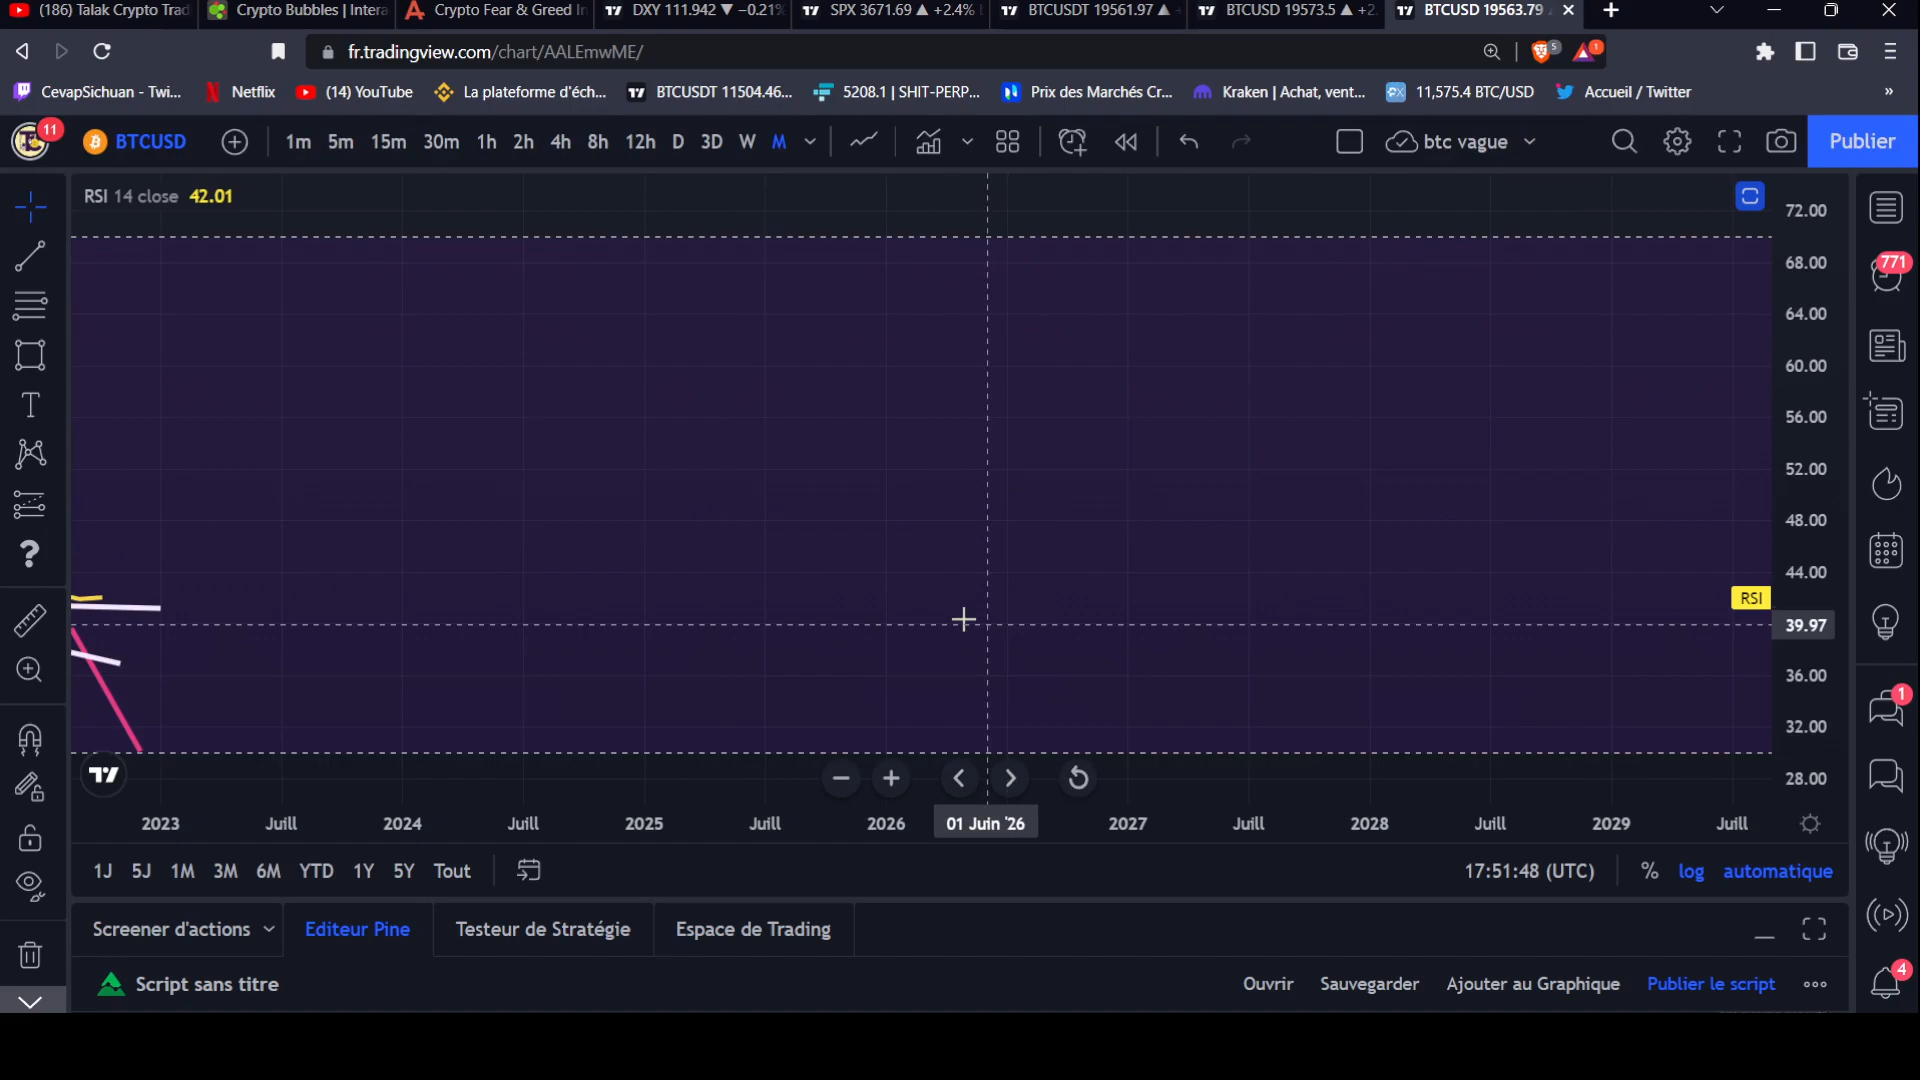 (186) Talak Crypto Trad
Crypto Bubbles | Intera
Crypto Fear & Greed In
DXY 111.942 ▼ −0.21%
SPX 3671.69 ▲ +2.4%
BTCUSDT 19561.97 ▲
BTCUSD 19573.5 ▲ +2.
BTCUSD 19563.79
fr.tradingview.com/chart/AALEmwME/
5
1
CevapSichuan - Twi...
Netflix
(14) YouTube
La plateforme d'éch...
BTCUSDT 11504.46...
5208.1 | SHIT-PERP...
Prix des Marchés Cr...
Kraken | Achat, vent...
11,575.4 BTC/USD
Accueil / Twitter
»
11
BTCUSD
1m 5m 15m 30m 1h 2h 4h 8h 12h D 3D W M
btc vague
Publier
RSI 14 close 42.01
72.00
68.00
771
64.00
60.00
56.00
52.00
48.00
44.00
RSI
39.97
36.00
1
32.00
28.00
2023 Juill 2024 Juill 2025 Juill 2026 01 Juin '26 2027 Juill 2028 Juill 2029 Juill
1J 5J 1M 3M 6M YTD 1Y 5Y Tout
17:51:48 (UTC) % log automatique
Screener d'actions Editeur Pine Testeur de Stratégie Espace de Trading
4
Script sans titre
Ouvrir Sauvegarder Ajouter au Graphique Publier le script